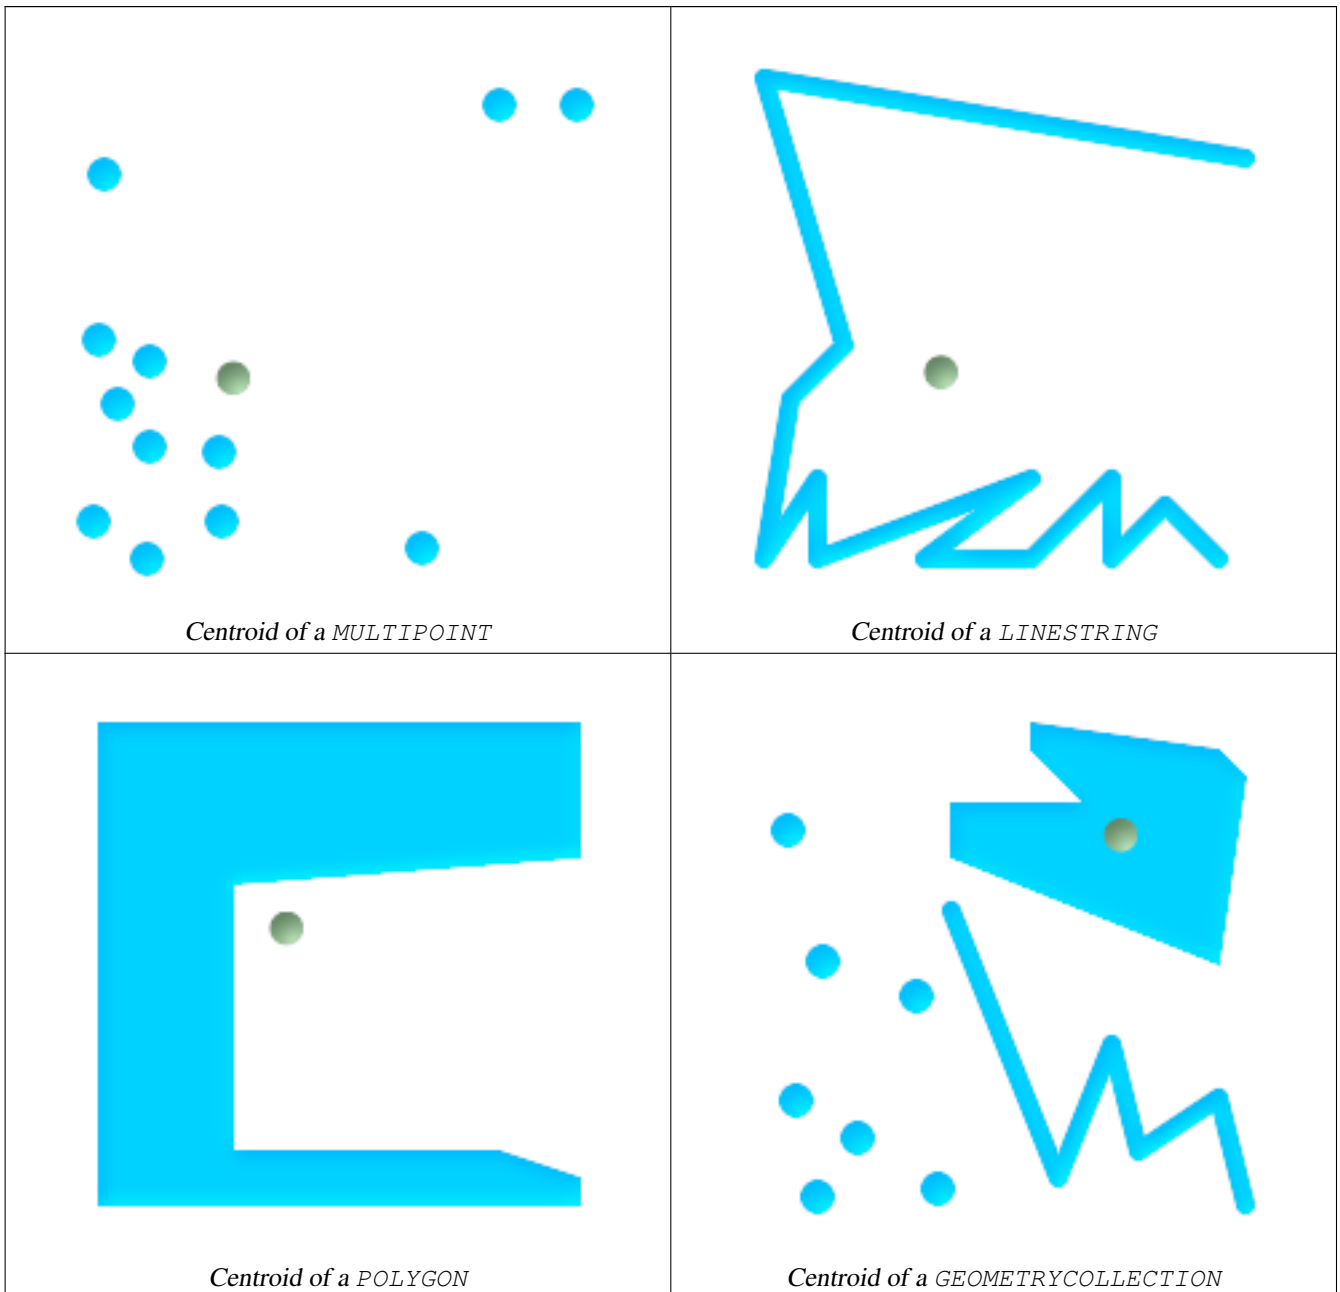 Centroid of a MULTIPOINT
Centroid of a LINESTRING
Centroid of a POLYGON
Centroid of a GEOMETRYCOLLECTION